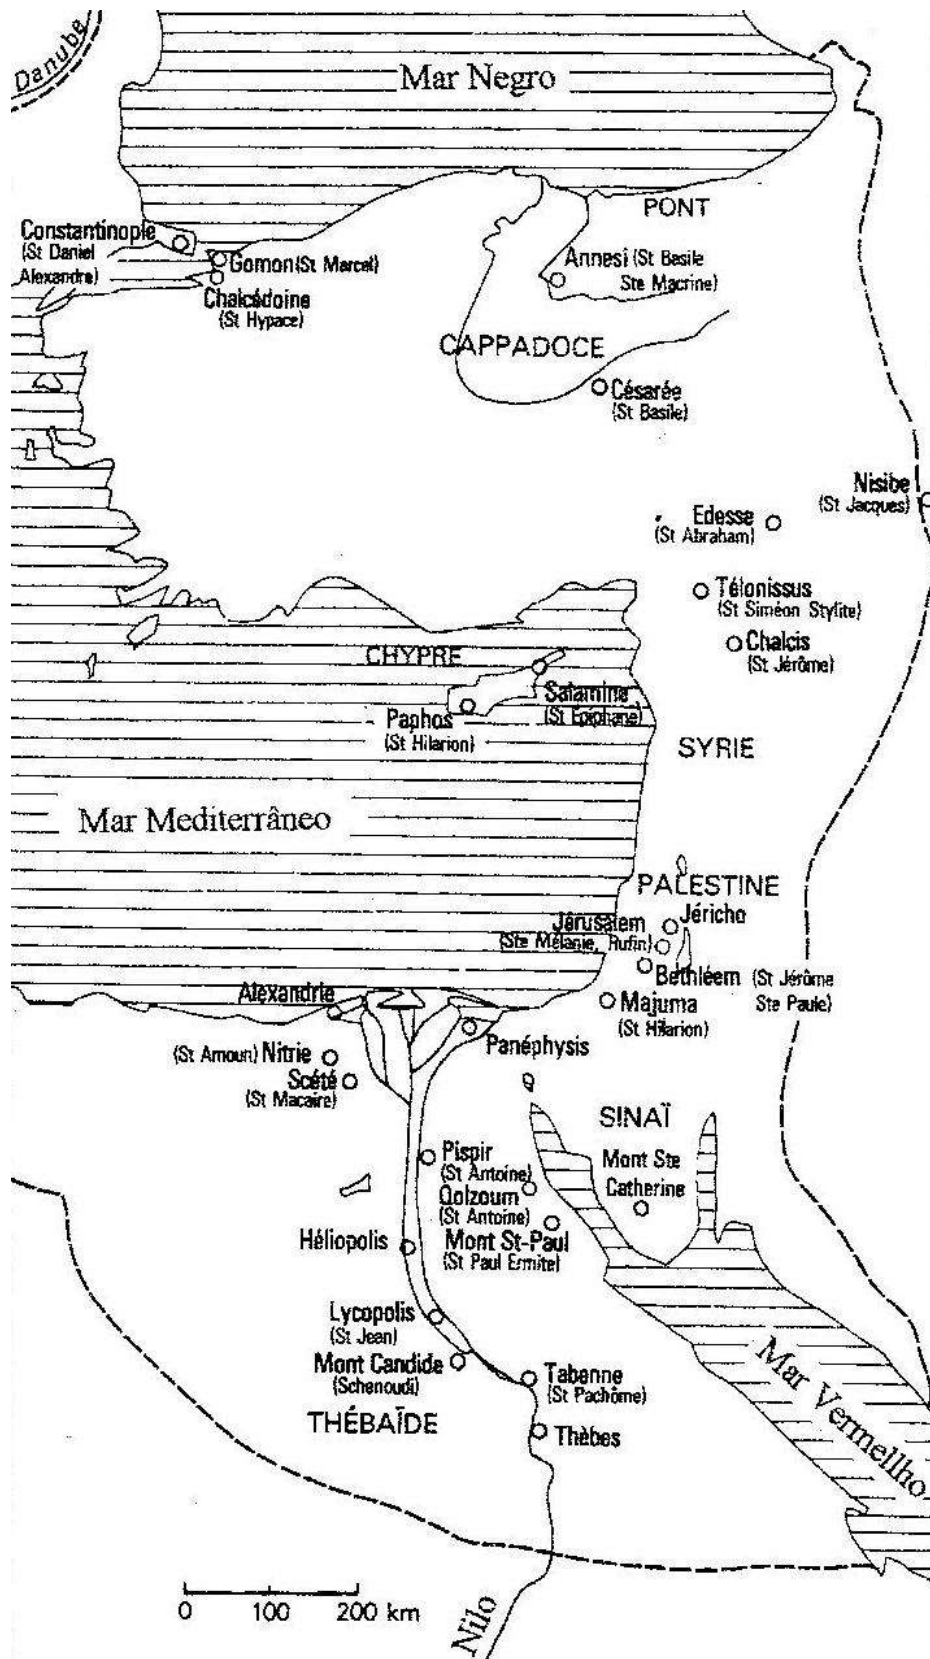 Danube
Mar Negro
PONT
Constantinople
(St Daniel
Alexandre)
Gomon (St Marcel)
Chalcédoine
(St Hypace)
Annesi (St Basile
Ste Macrine)
CAPPADOCE
Césarée
(St Basile)
Nisibe
(St Jacques)
Edesse
(St Abraham)
Télonissus
(St Siméon Stylite)
Chalcis
(St Jérôme)
CHYPRE
Salamine
(St Epiphane)
Paphos
(St Hilarion)
SYRIE
Mar Mediterrâneo
PALESTINE
Jéricho
Jérusalem
(Ste Mélanie, Rufin)
Bethléem (St Jérôme
Ste Paule)
Majuma
(St Hilarion)
Alexandrie
Panéphysis
(St Amoun) Nitrie
Scété
(St Macaire)
SINAÏ
Mont Ste
Catherine
Pispir
(St Antoine)
Qolzoum
(St Antoine)
Mont St-Paul
(St Paul Ermite)
Héliopolis
Lycopolis
(St Jean)
Mont Candide
(Schenoudi)
Tabenne
(St Pachôme)
THÉBAÏDE
Thèbes
Mar Vermellho
0 100 200 km
Nilo